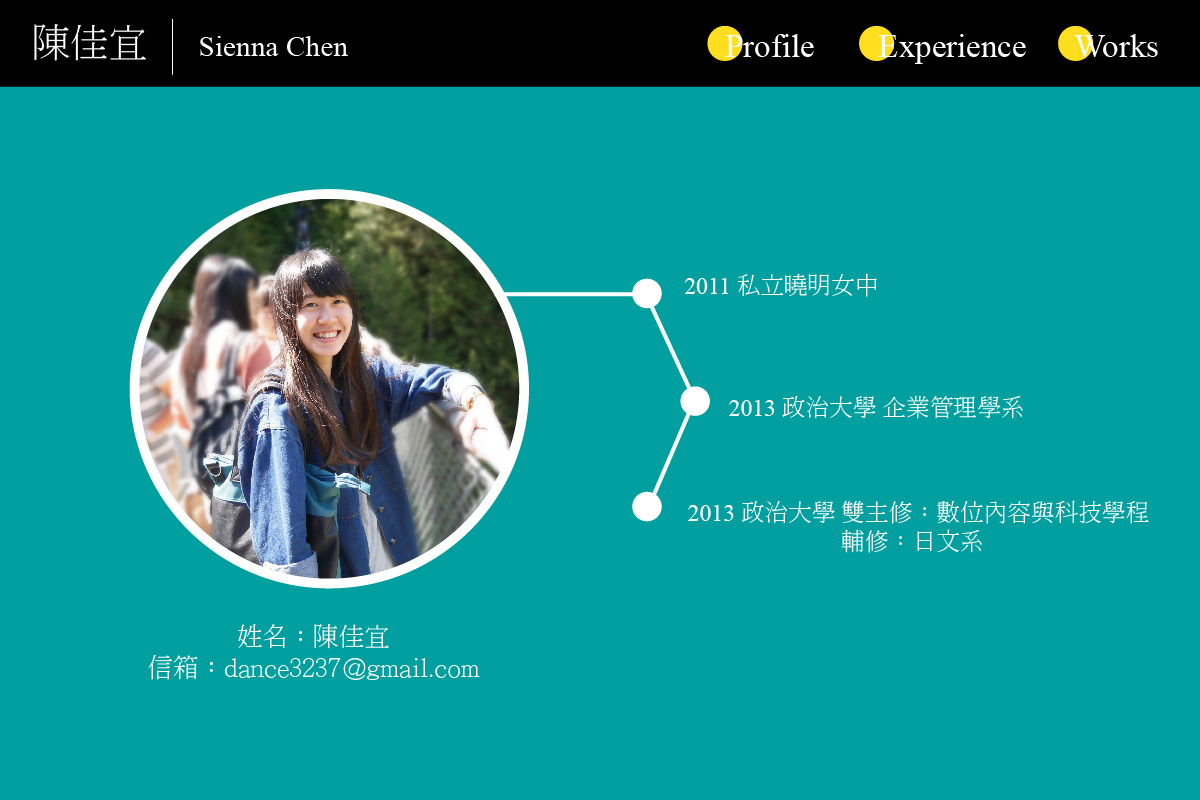 陳佳宜
Sienna Chen
Profile
Experience
Works
2011 私立曉明女中
2013 政治大學 企業管理學系
2013 政治大學 雙主修：數位內容與科技學程
輔修：日文系
姓名：陳佳宜
信箱：dance3237@gmail.com